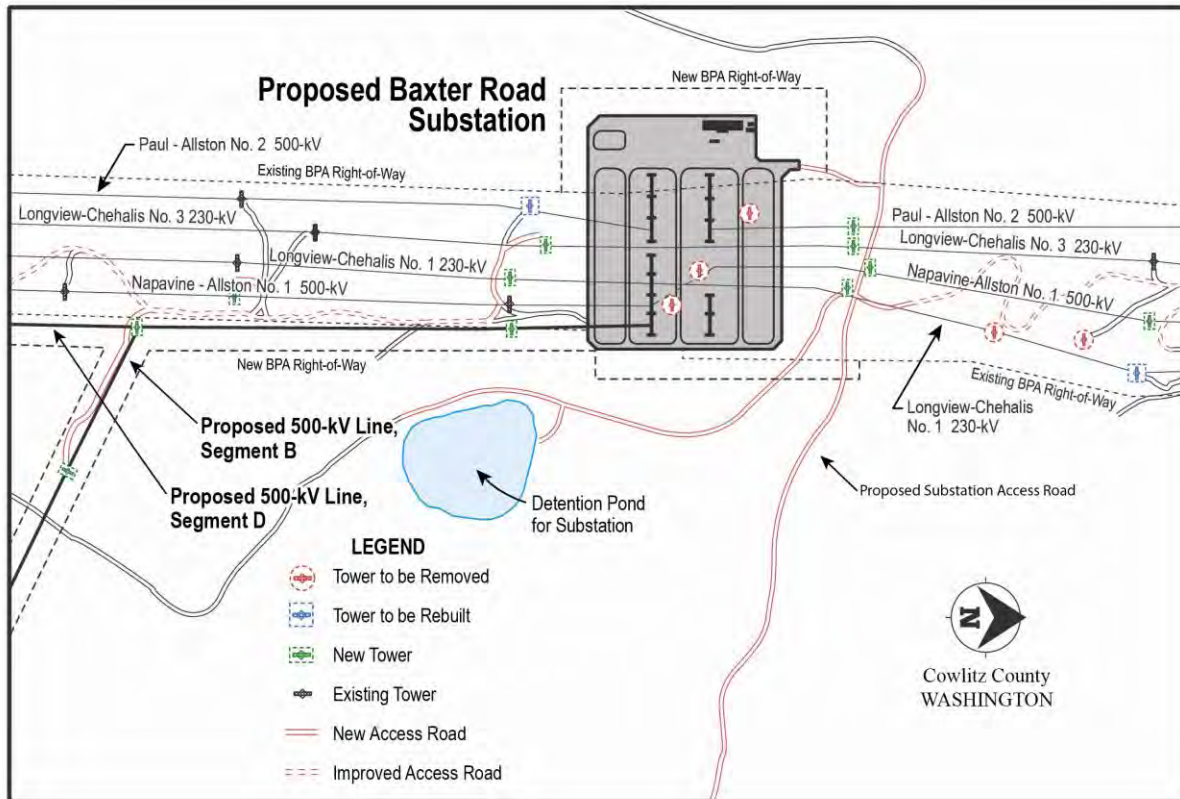 New BPA Right-of-Way
Proposed Baxter Road
Substation
Paul - Allston No. 2 500-kV
Existing BPA Right-of-Way
Longview-Chehalis No. 3 230-kV
Longview-Chehalis No. 1 230-kV
Napavine - Allston No. 1 500-kV
Paul - Allston No. 2 500-kV
Longview-Chehalis No. 3 230-kV
Napavine-Allston No. 1 500-kV
New BPA Right-of-Way
Existing BPA Right-of-Way
Longview-Chehalis
No. 1 230-kV
Proposed 500-kV Line,
Segment B
Proposed 500-kV Line,
Segment D
Detention Pond
for Substation
Proposed Substation Access Road
LEGEND
Tower to be Removed
Tower to be Rebuilt
New Tower
Existing Tower
New Access Road
Improved Access Road
N
Cowlitz County
WASHINGTON